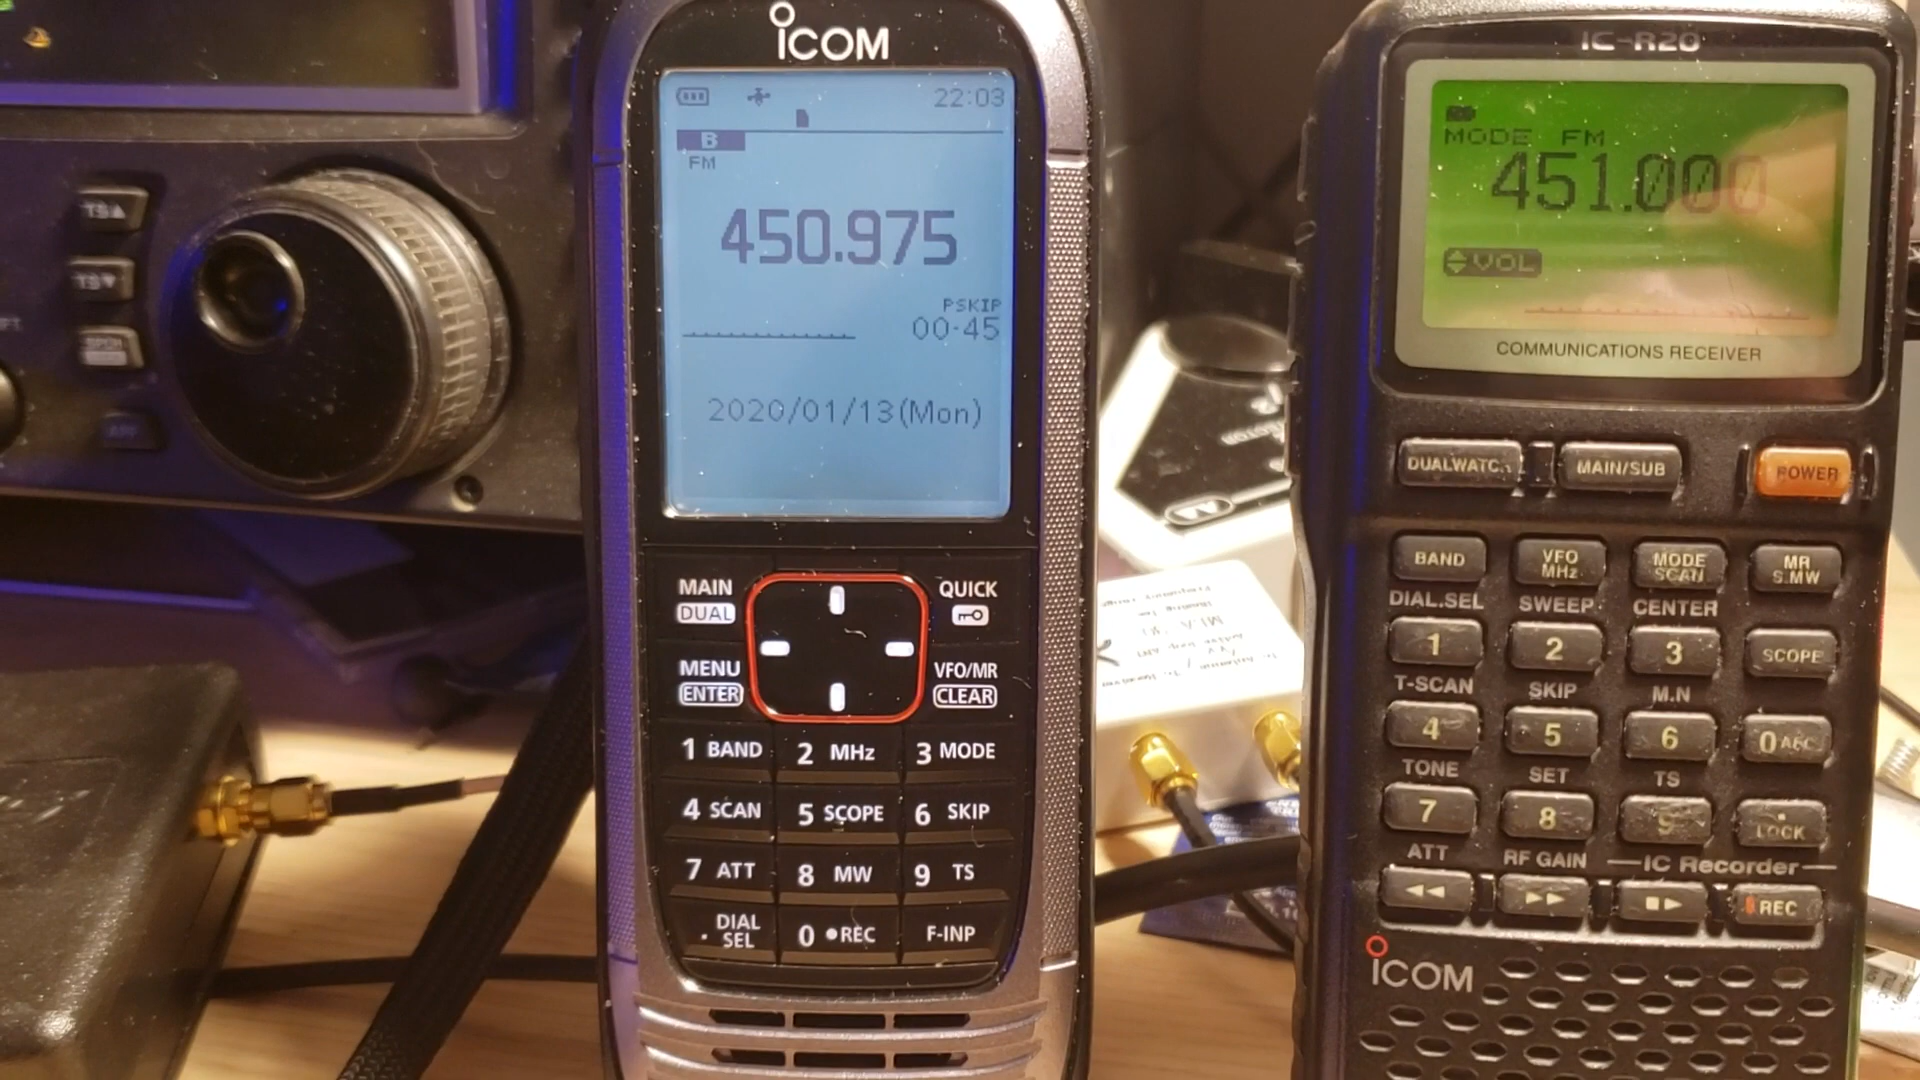 TS▲
TS▼
ICOM
22:03
B
FM
450.975
PSKIP
00-45
2020/01/13(Mon)
MAIN
DUAL
QUICK
MENU
ENTER
VFO/MR
CLEAR
1 BAND 2 MHz 3 MODE
4 SCAN 5 SCOPE 6 SKIP
7 ATT 8 MW 9 TS
. DIAL SEL 0 ●REC F-INP
IC-R20
MODE FM
451.000
VOL
COMMUNICATIONS RECEIVER
DUALWATCH MAIN/SUB POWER
BAND VFO MHz MODE SCAN MR S.MW
DIAL.SEL SWEEP CENTER
1 2 3 SCOPE
T-SCAN SKIP M.N
4 5 6 0 AFC
TONE SET TS
7 8 9 . LOCK
ATT RF GAIN IC Recorder
◄◄ ►► ■► REC
ICOM